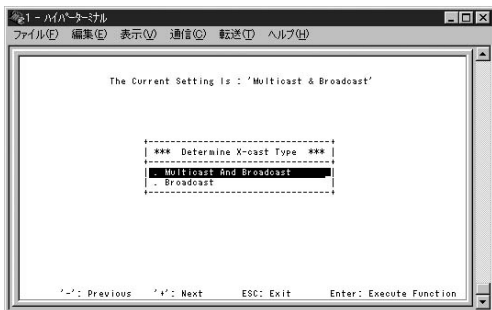 1 - ﾊｲﾊﾟｰﾀｰﾐﾅﾙ
ファイル(F) 編集(E) 表示(V) 通信(C) 転送(T) ヘルプ(H)
The Current Setting Is : 'Multicast & Broadcast'
*** Determine X-cast Type ***
. Multicast And Broadcast
. Broadcast
'-': Previous '+': Next ESC: Exit Enter: Execute Function